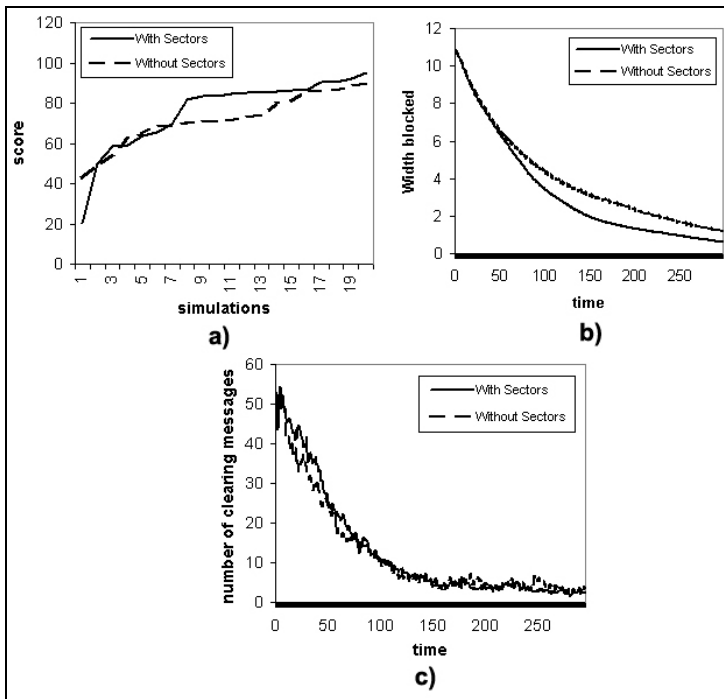 120
100
80
60
40
20
0
score
With Sectors
Without Sectors
1 3 5 7 9 11 13 15 17 19
simulations
a)
12
10
8
6
4
2
0
Width blocked
With Sectors
Without Sectors
0 50 100 150 200 250
time
b)
60
50
40
30
20
10
0
number of clearing messages
With Sectors
Without Sectors
0 50 100 150 200 250
time
c)